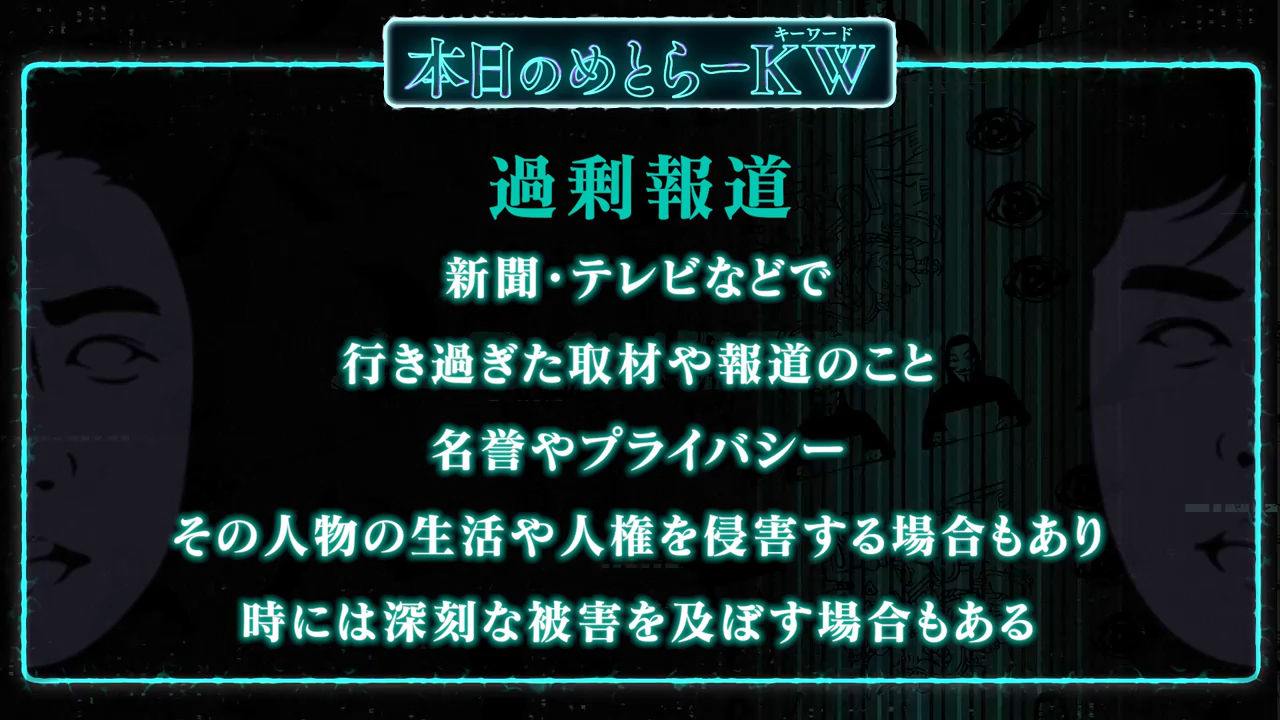 キーワード
本日のめとらーKW
過剰報道
新聞・テレビなどで
行き過ぎた取材や報道のこと
名誉やプライバシー
その人物の生活や人権を侵害する場合もあり
時には深刻な被害を及ぼす場合もある